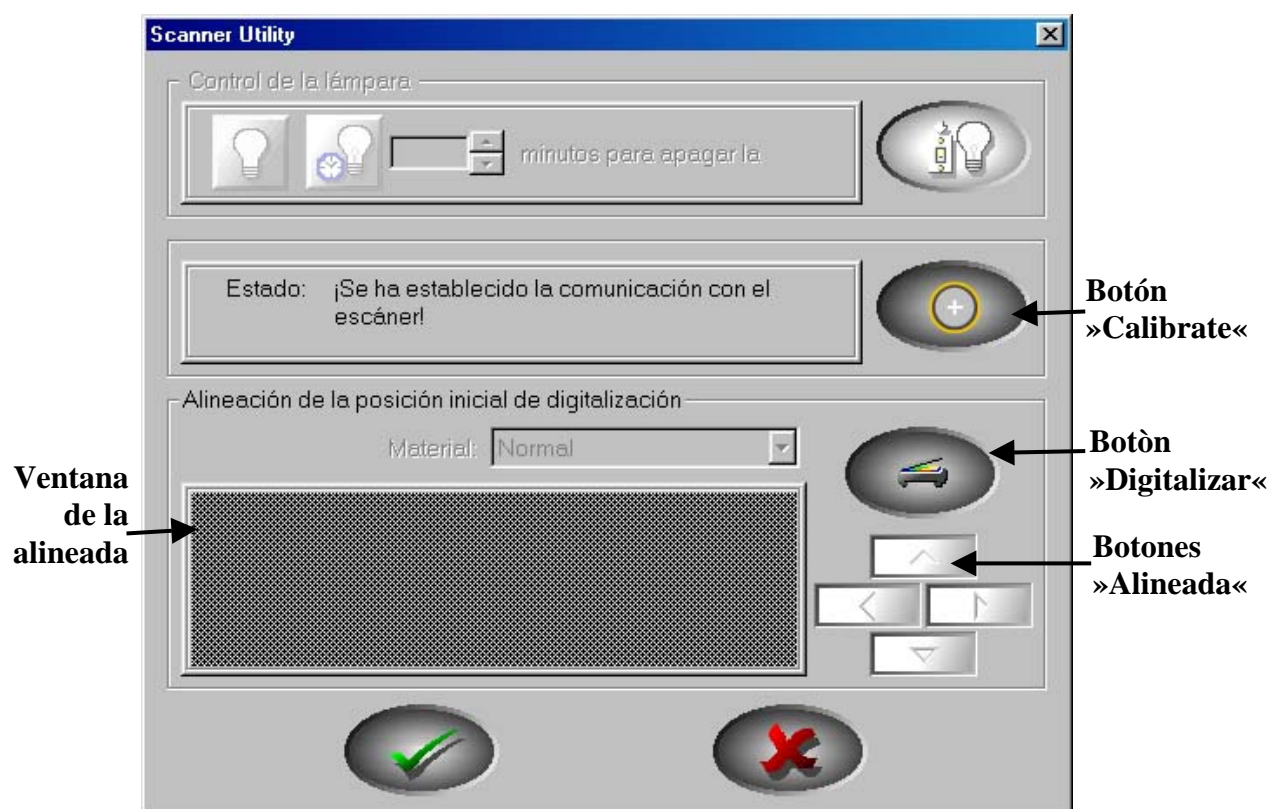 Scanner Utility
Control de la lámpara
minutos para apagar la
Estado: ¡Se ha establecido la comunicación con el
escáner!
Botón
»Calibrate«
Alineación de la posición inicial de digitalización
Material: Normal
Botòn
»Digitalizar«
Ventana
de la
alineada
Botones
»Alineada«